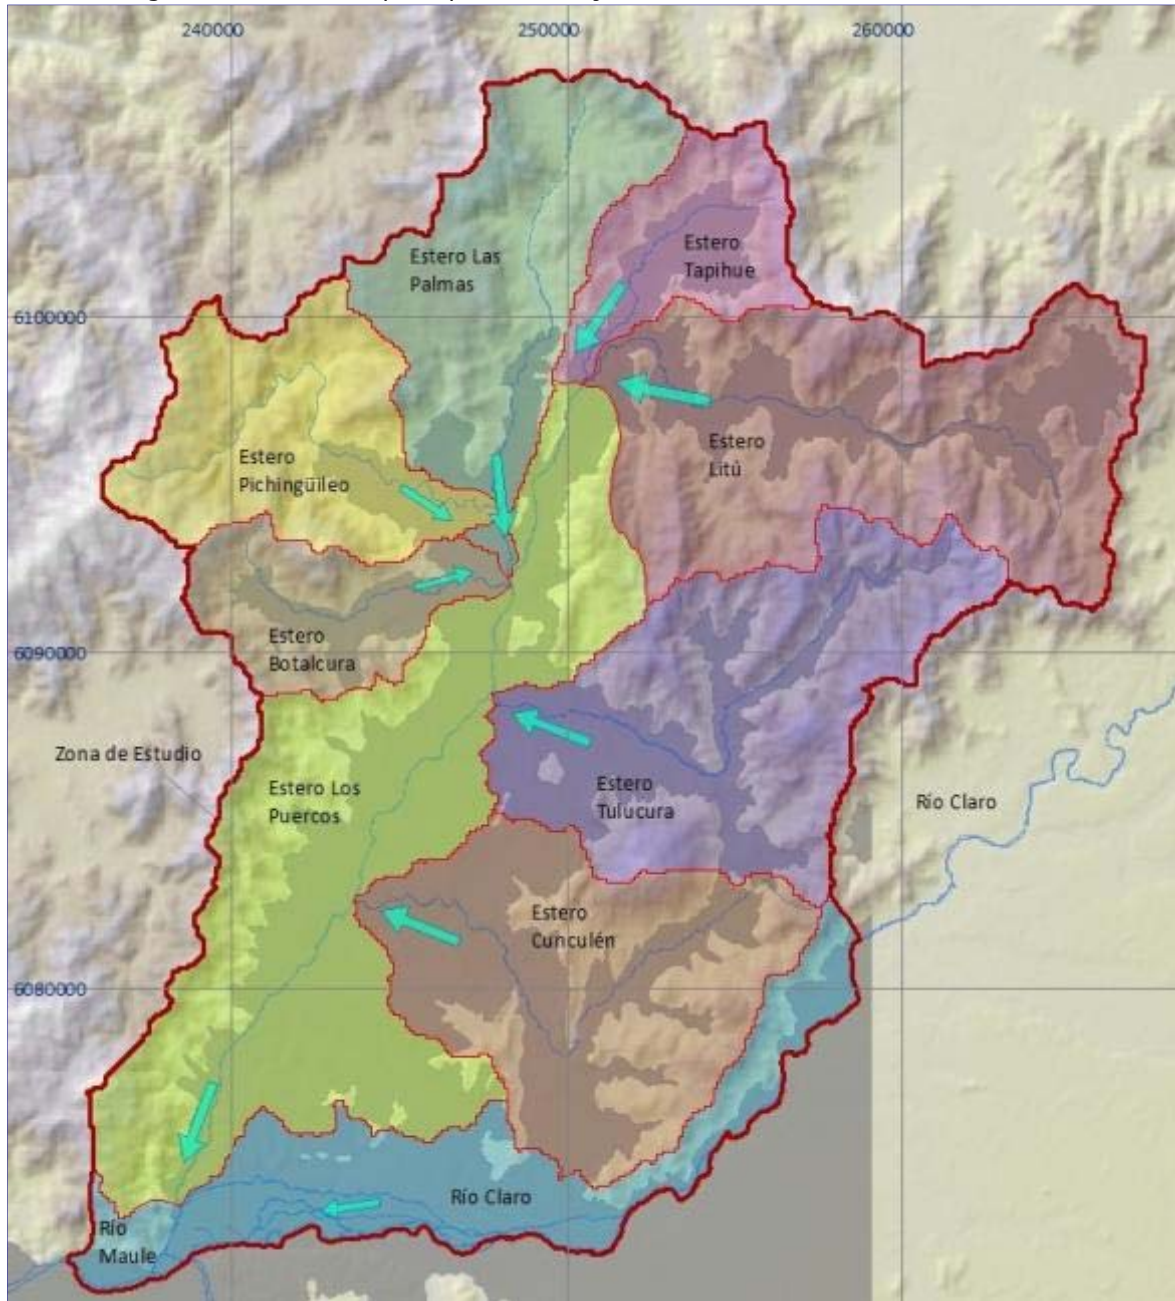 240000
250000
260000
Estero Las
Palmas
Estero
Tapihue
6100000
Estero
Litú
Estero
Pichingüileo
Estero
Botalcura
6090000
Zona de Estudio
Estero Los
Puercos
Estero
Tulucura
Río Claro
Estero
Cunculén
6080000
Río Claro
Río
Maule